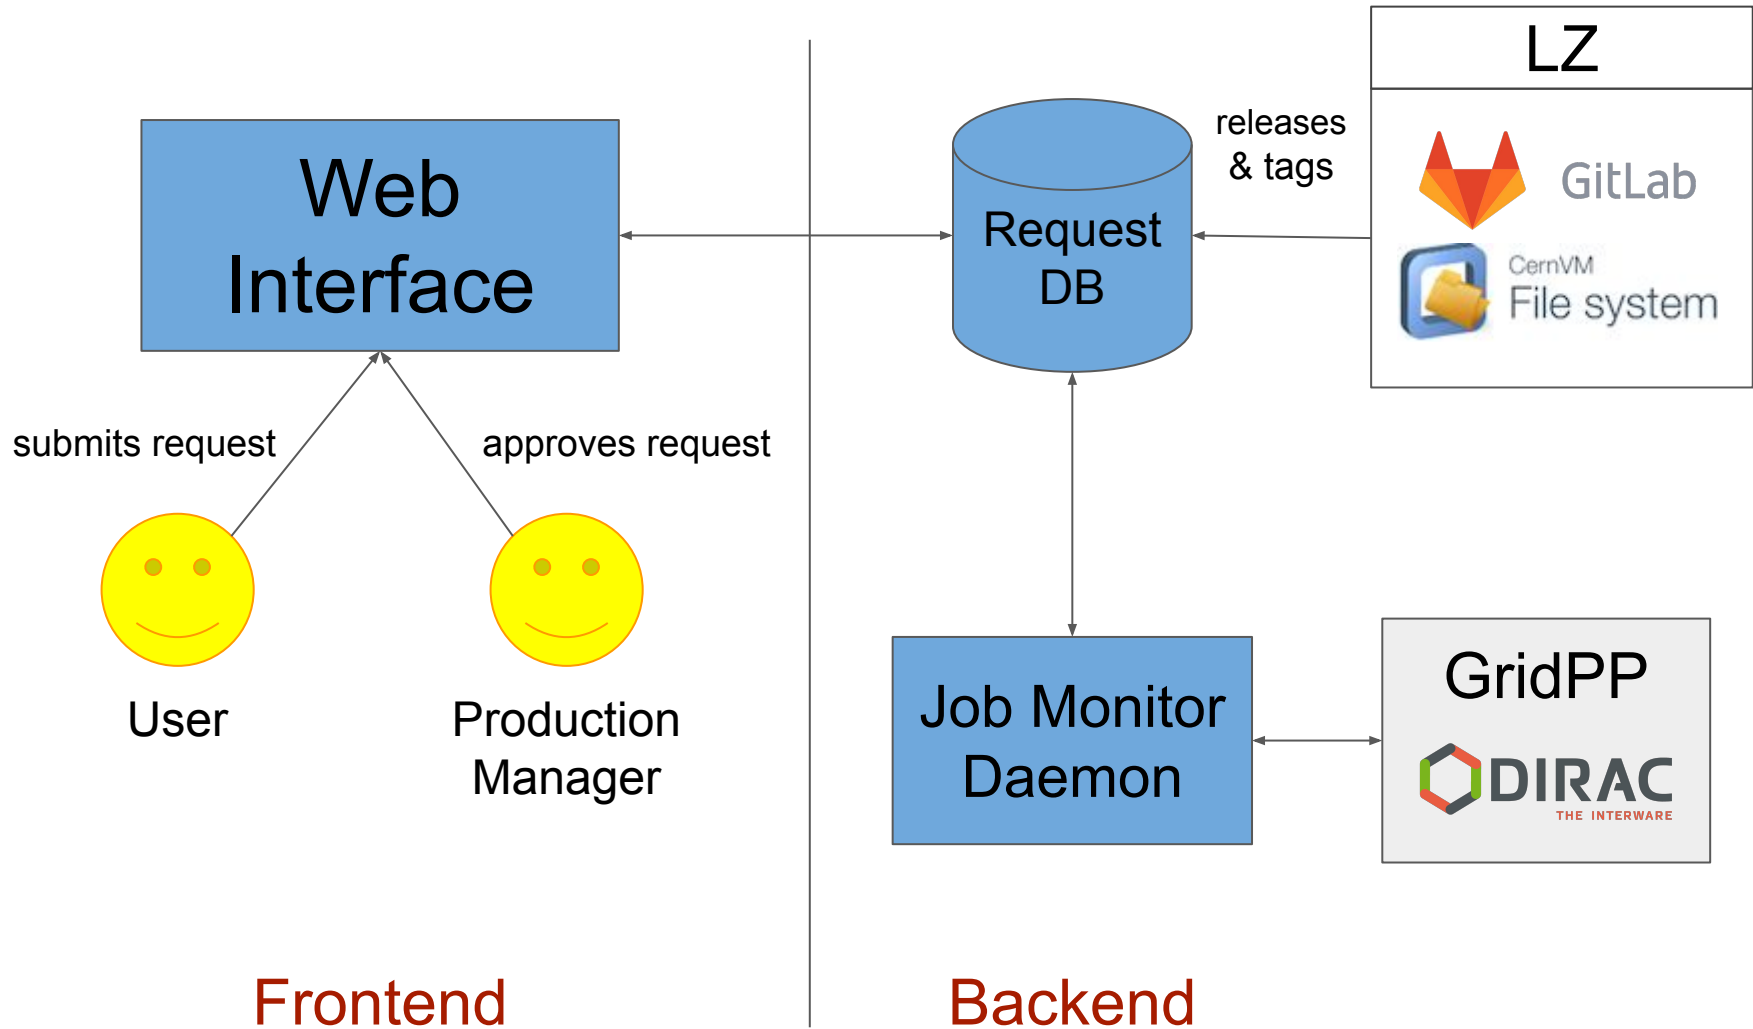 LZ
releases
& tags
GitLab
CernVM
File system
Web
Interface
Request
DB
submits request
approves request
User
Production
Manager
Job Monitor
Daemon
GridPP
DIRAC
THE INTERWARE
Frontend
Backend